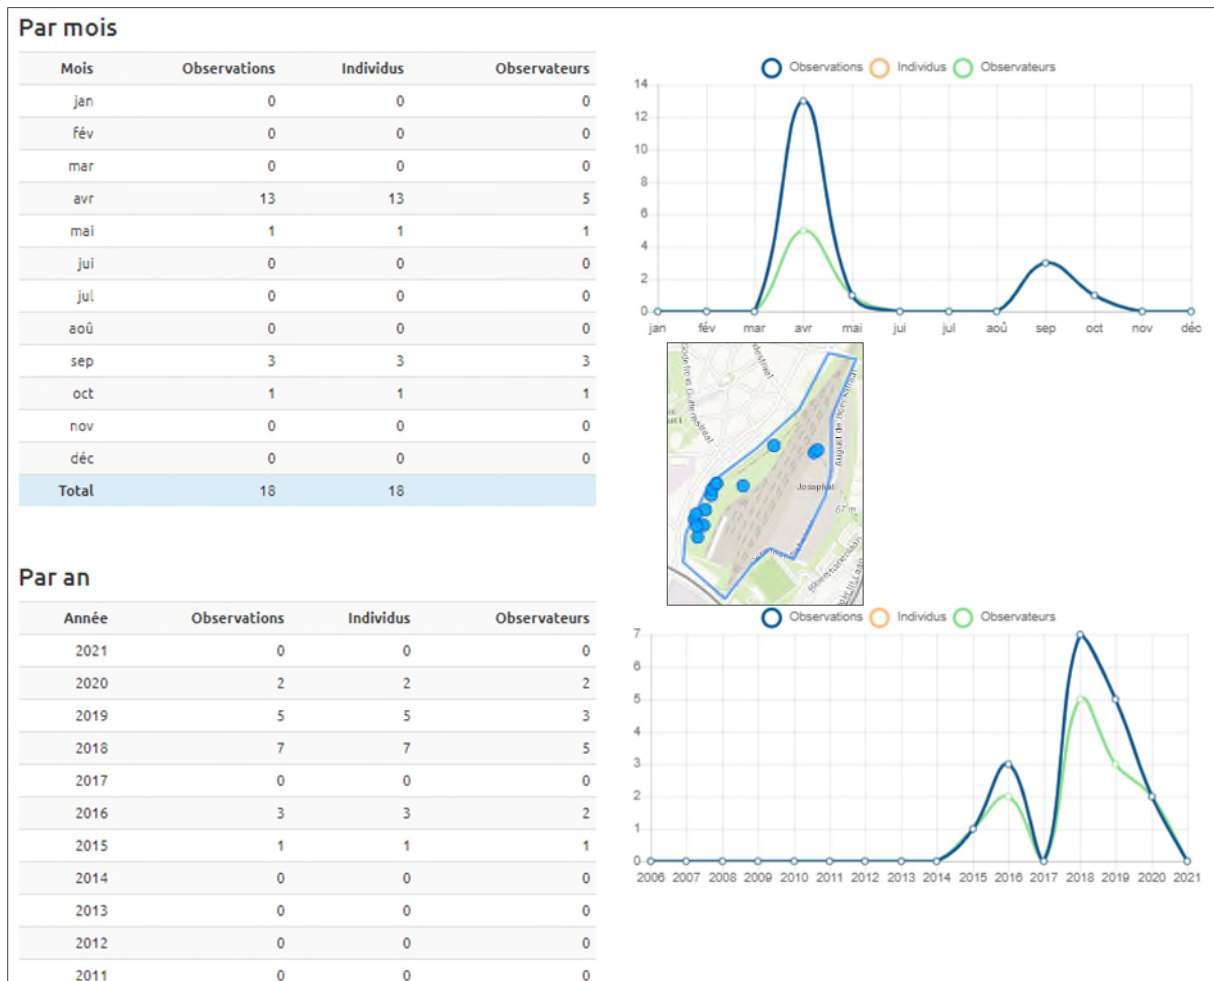 Par mois
Mois Observations Individus Observateurs
jan 0 0 0
fév 0 0 0
mar 0 0 0
avr 13 13 5
mai 1 1 1
jui 0 0 0
jul 0 0 0
aoû 0 0 0
sep 3 3 3
oct 1 1 1
nov 0 0 0
déc 0 0 0
Total 18 18
Observations Individus Observateurs
14
12
10
8
6
4
2
0
jan fév mar avr mai jui jul aoû sep oct nov déc
destraat
Josaphat
67 m
Par an
Année Observations Individus Observateurs
2021 0 0 0
2020 2 2 2
2019 5 5 3
2018 7 7 5
2017 0 0 0
2016 3 3 2
2015 1 1 1
2014 0 0 0
2013 0 0 0
2012 0 0 0
2011 0 0 0
Observations Individus Observateurs
7
6
5
4
3
2
1
0
2006 2007 2008 2009 2010 2011 2012 2013 2014 2015 2016 2017 2018 2019 2020 2021